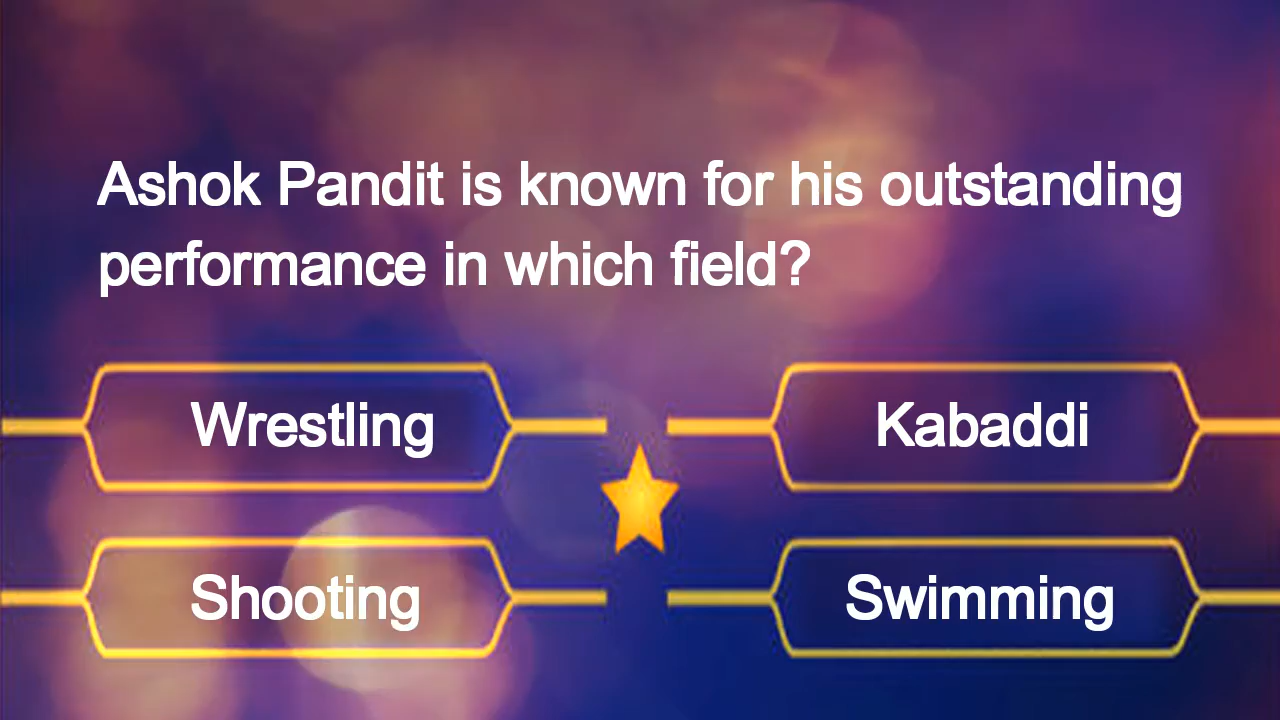 Ashok Pandit is known for his outstanding
performance in which field?
Wrestling
Kabaddi
Shooting
Swimming